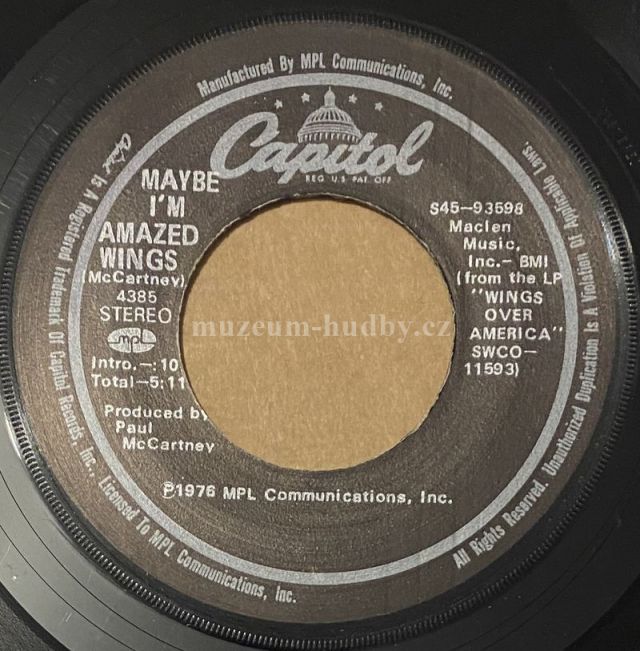 Manufactured By MPL Communications, Inc.
Capitol
REG. U.S. PAT. OFF.
MAYBE
I'M
AMAZED
WINGS
(McCartney)
4385
STEREO
mpl
Intro.-:10
Total-5:11
Produced by
Paul
McCartney
S45-93598
Maclen
Music,
Inc.- BMI
(from the LP
"WINGS
OVER
AMERICA"
SWCO-
11593)
muzeum-hudby.cz
℗1976 MPL Communications, Inc.
Capitol Is A Registered Trademark Of Capitol Records, Inc., Licensed To MPL Communications, Inc.
All Rights Reserved. Unauthorized Duplication Is A Violation Of Applicable Laws.